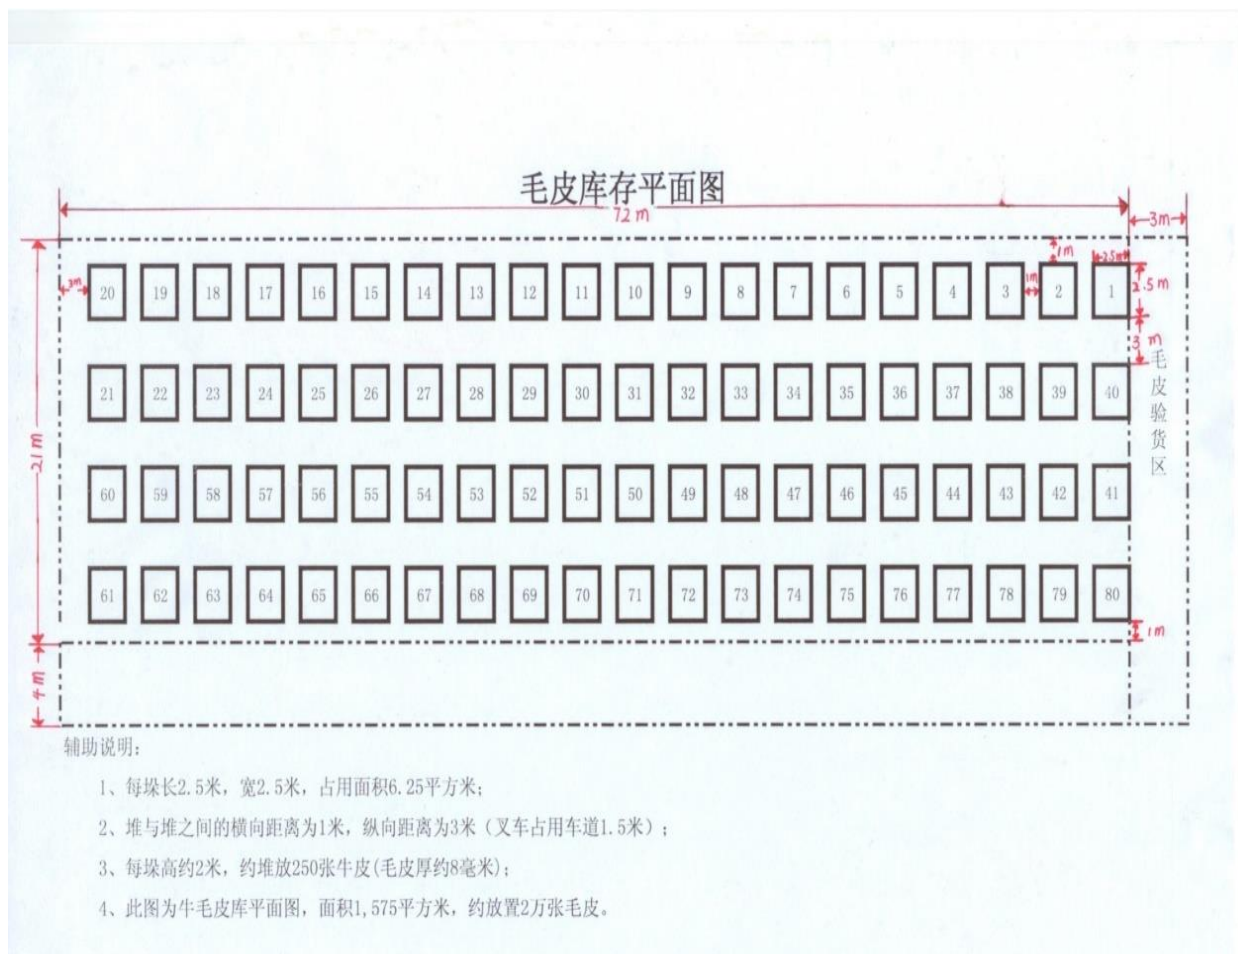 毛皮库存平面图
72m
3m
1m
2.5m
3m
20 19 18 17 16 15 14 13 12 11 10 9 8 7 6 5 4 3 1m 2 1
2.5m
3m
毛皮验货区
21 22 23 24 25 26 27 28 29 30 31 32 33 34 35 36 37 38 39 40
21m
60 59 58 57 56 55 54 53 52 51 50 49 48 47 46 45 44 43 42 41
61 62 63 64 65 66 67 68 69 70 71 72 73 74 75 76 77 78 79 80
1m
4m
辅助说明：
1、每垛长2.5米，宽2.5米，占用面积6.25平方米；
2、堆与堆之间的横向距离为1米，纵向距离为3米（叉车占用车道1.5米）；
3、每垛高约2米，约堆放250张牛皮(毛皮厚约8毫米)；
4、此图为牛毛皮库平面图，面积1,575平方米，约放置2万张毛皮。